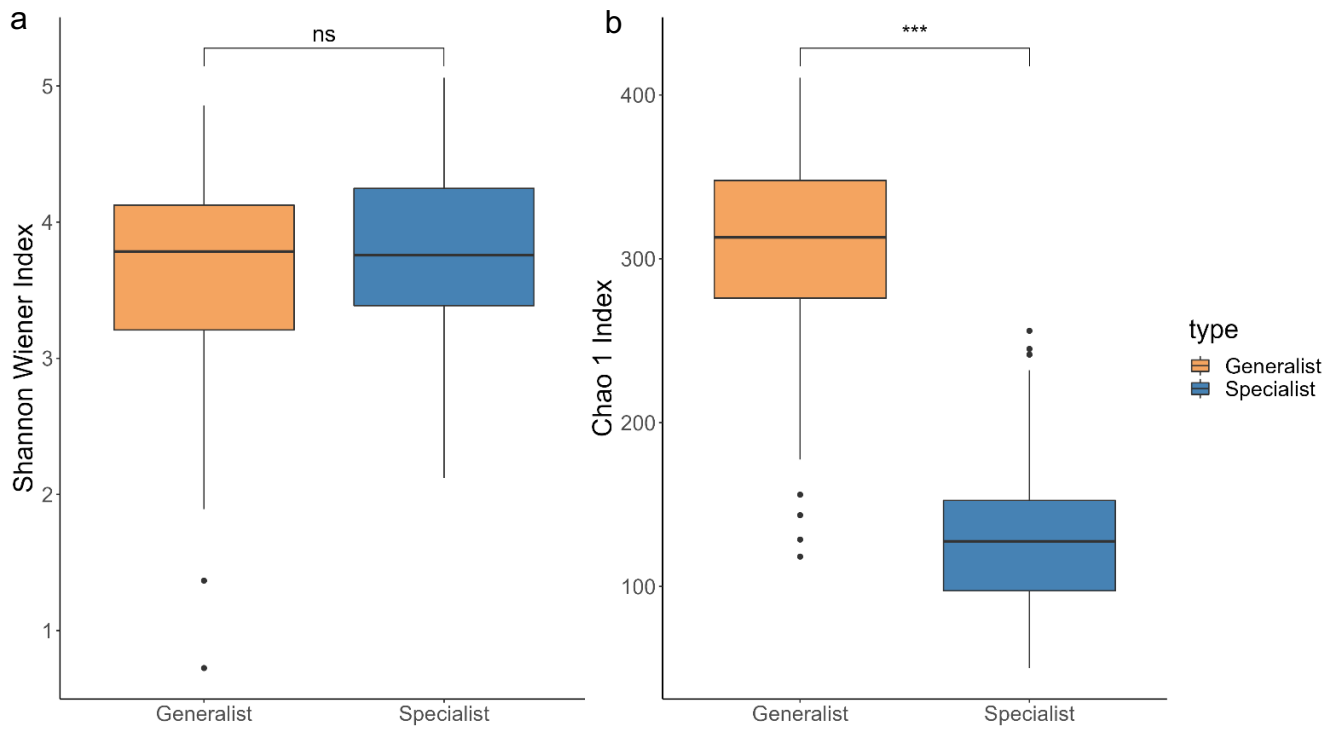 a
ns
Shannon Wiener Index
5
4
3
2
1
Generalist
Specialist
b
***
Chao 1 Index
400
300
200
100
Generalist
Specialist
type
Generalist
Specialist